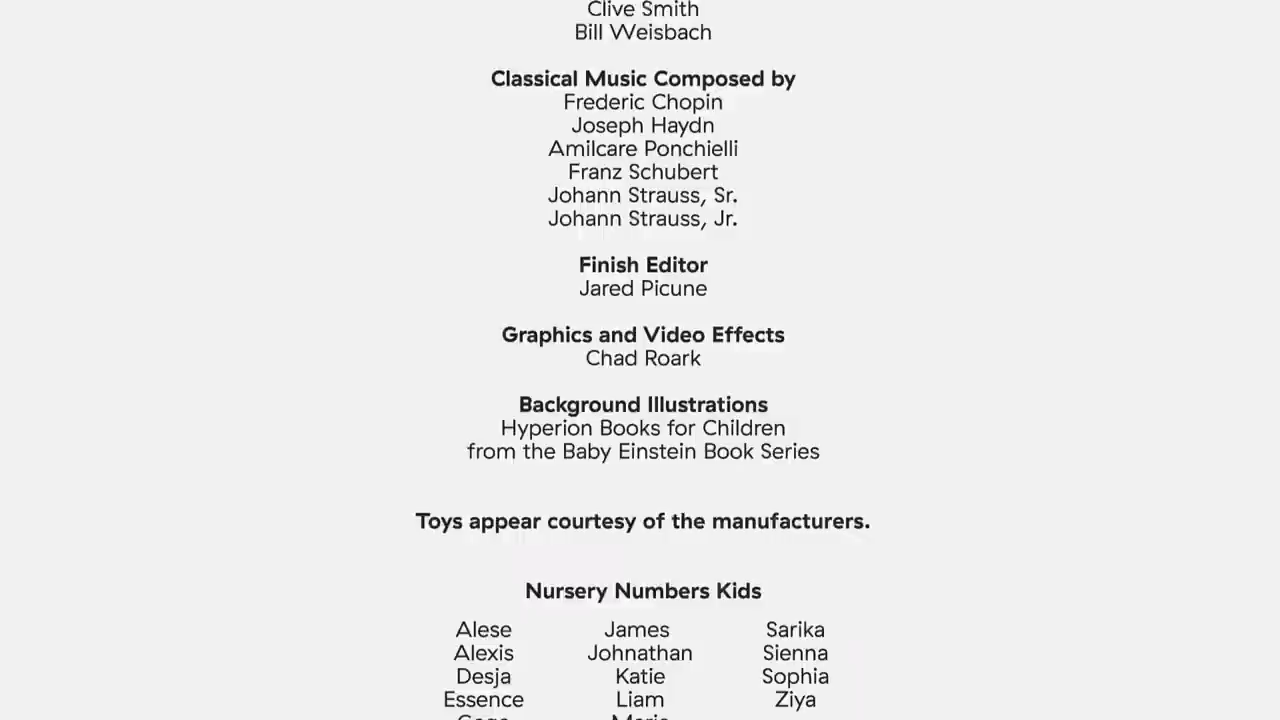 Clive Smith
Bill Weisbach
Classical Music Composed by
Frederic Chopin
Joseph Haydn
Amilcare Ponchielli
Franz Schubert
Johann Strauss, Sr.
Johann Strauss, Jr.
Finish Editor
Jared Picune
Graphics and Video Effects
Chad Roark
Background Illustrations
Hyperion Books for Children
from the Baby Einstein Book Series
Toys appear courtesy of the manufacturers.
Nursery Numbers Kids
Alese James Sarika
Alexis Johnathan Sienna
Desja Katie Sophia
Essence Liam Ziya